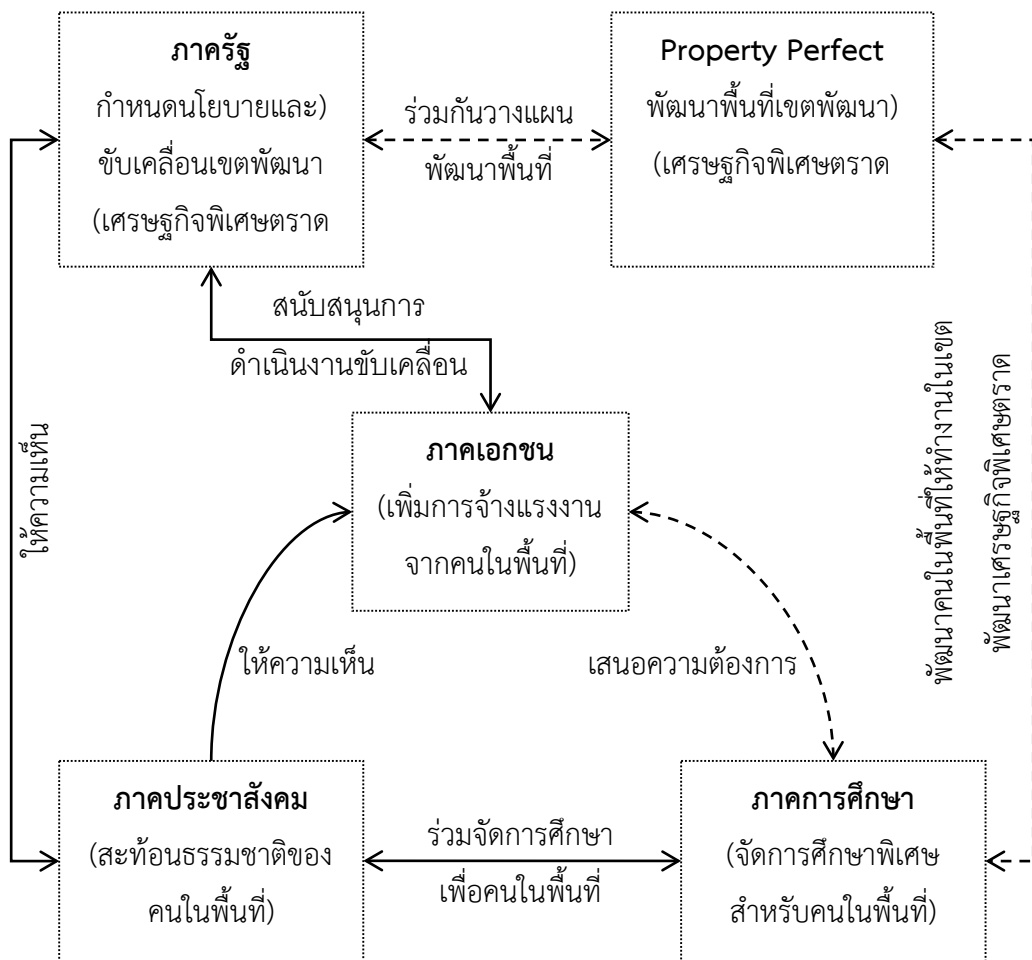 ภาครัฐ
กำหนดนโยบายและ)
ขับเคลื่อนเขตพัฒนา
(เศรษฐกิจพิเศษตราด
ร่วมกันวางแผน
พัฒนาพื้นที่
Property Perfect
พัฒนาพื้นที่เขตพัฒนา)
(เศรษฐกิจพิเศษตราด
สนับสนุนการ
ดำเนินงานขับเคลื่อน
ให้ความเห็น
ภาคเอกชน
(เพิ่มการจ้างแรงงาน
จากคนในพื้นที่)
พัฒนาคนในพื้นที่ให้ทำงานในเขต
พัฒนาเศรษฐกิจพิเศษตราด
ให้ความเห็น
เสนอความต้องการ
ภาคประชาสังคม
(สะท้อนธรรมชาติของ
คนในพื้นที่)
ร่วมจัดการศึกษา
เพื่อคนในพื้นที่
ภาคการศึกษา
(จัดการศึกษาพิเศษ
สำหรับคนในพื้นที่)